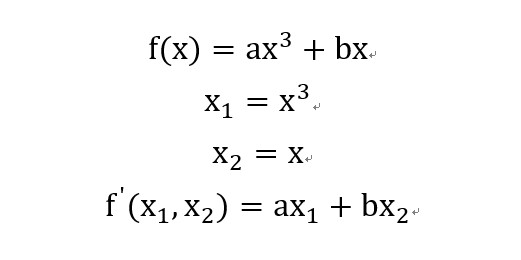 f(x) = ax³ + bx
x₁ = x³
x₂ = x
f'(x₁, x₂) = ax₁ + bx₂